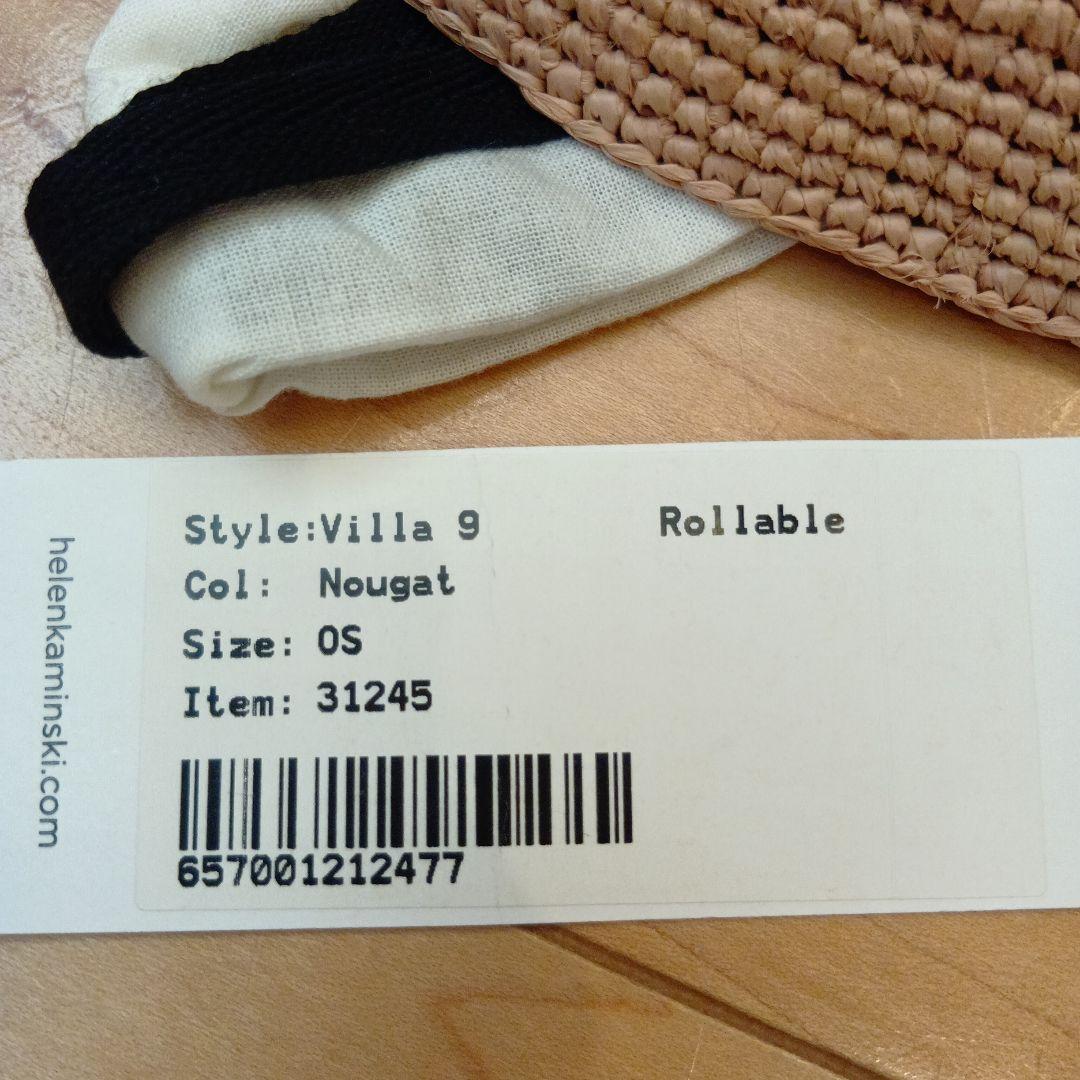 helenkaminski.com
Style:Villa 9 Rollable
Col: Nougat
Size: OS
Item: 31245
657001212477